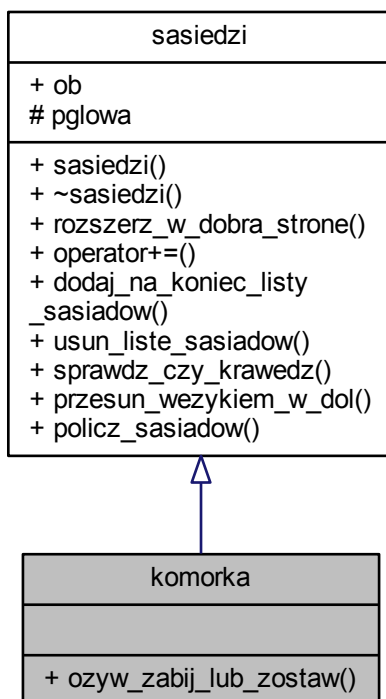 sasiedzi
+ ob
# pglowa
+ sasiedzi()
+ ~sasiedzi()
+ rozszerz_w_dobra_strone()
+ operator+=()
+ dodaj_na_koniec_listy
_sasiadow()
+ usun_liste_sasiadow()
+ sprawdz_czy_krawedz()
+ przesun_wezykiem_w_dol()
+ policz_sasiadow()
komorka
+ ozyw_zabij_lub_zostaw()